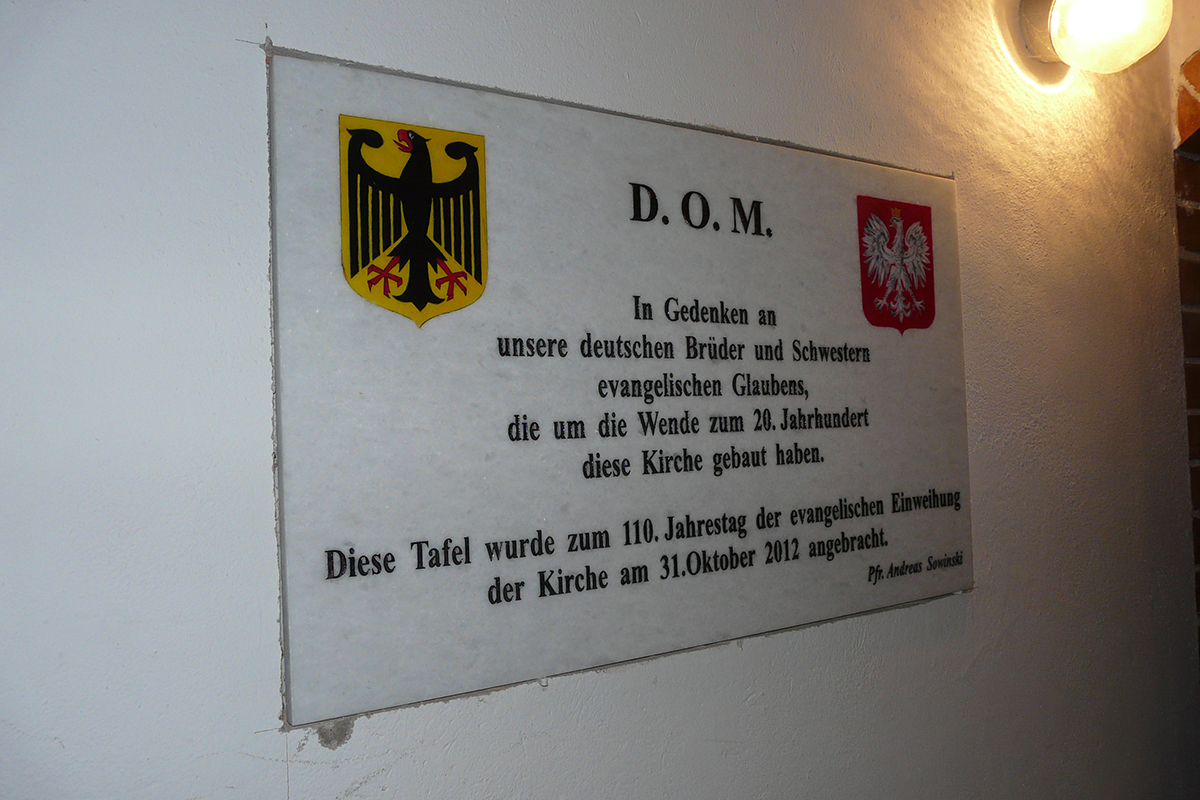 D. O. M.
In Gedenken an
unsere deutschen Brüder und Schwestern
evangelischen Glaubens,
die um die Wende zum 20. Jahrhundert
diese Kirche gebaut haben.
Diese Tafel wurde zum 110. Jahrestag der evangelischen Einweihung
der Kirche am 31.Oktober 2012 angebracht.
Pfr. Andreas Sowinski